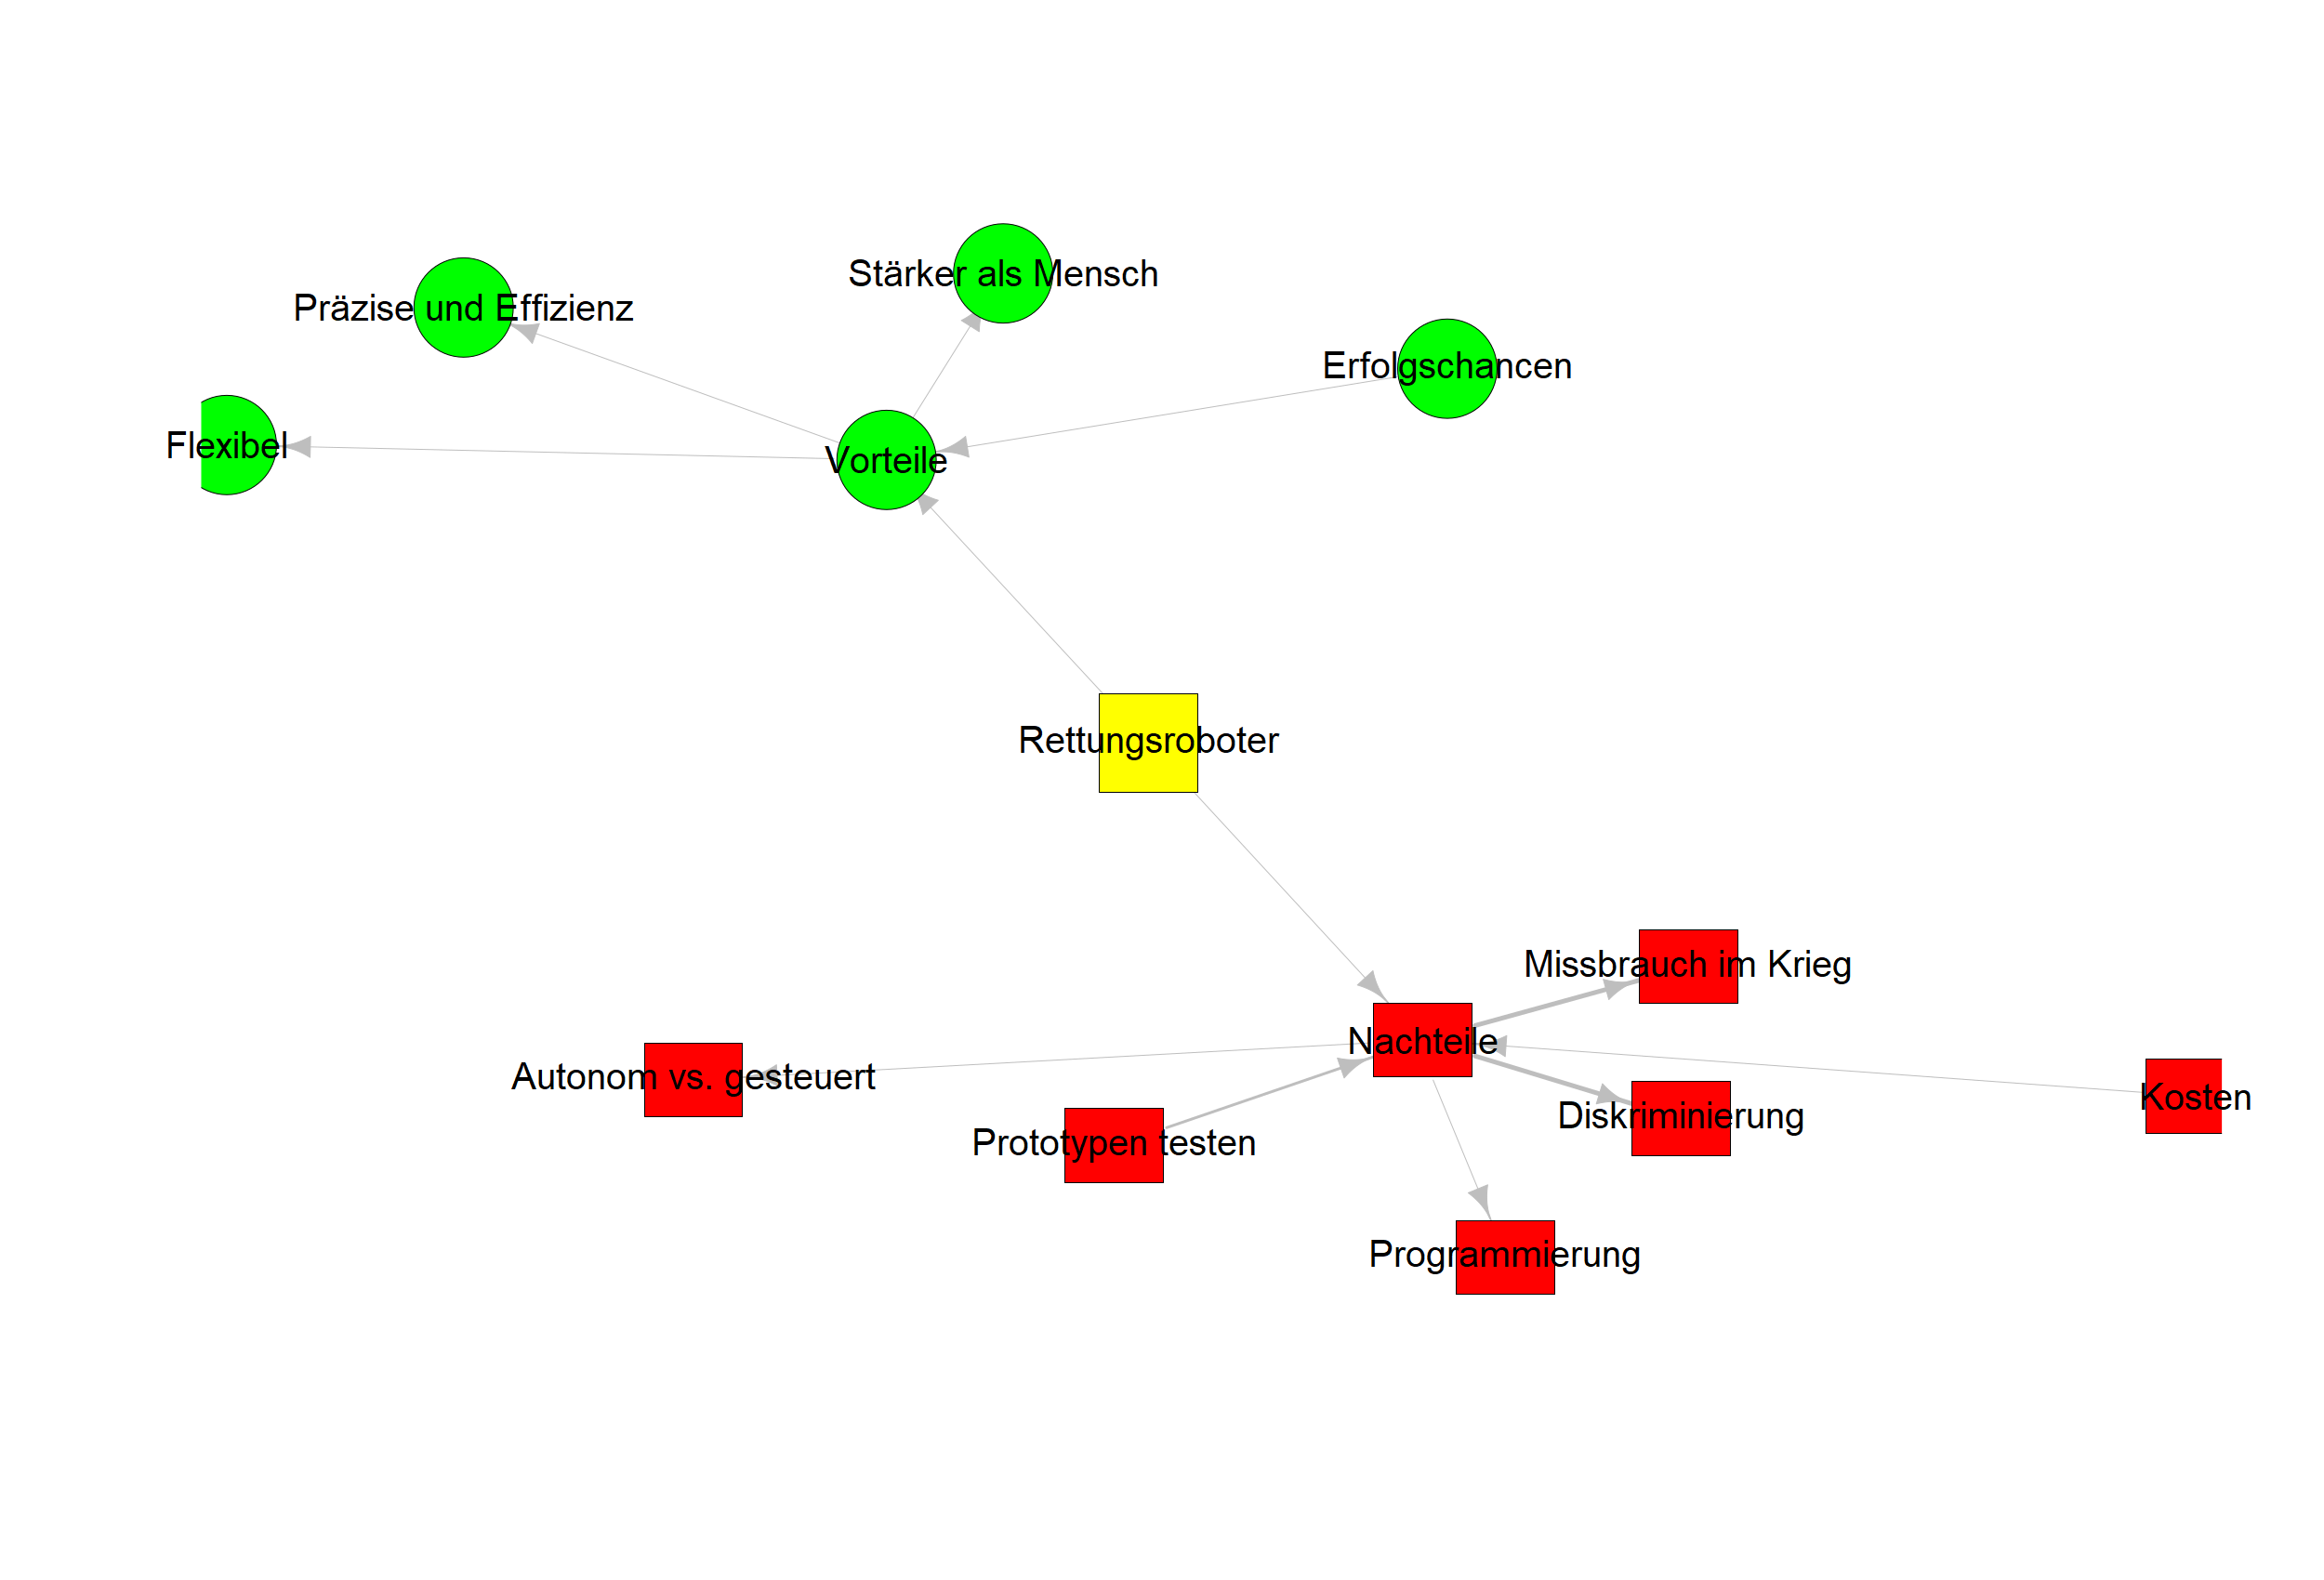 Stärker als Mensch
Präzise und Effizienz
Erfolgschancen
Flexibel
Vorteile
Rettungsroboter
Missbrauch im Krieg
Nachteile
Autonom vs. gesteuert
Kosten
Diskriminierung
Prototypen testen
Programmierung